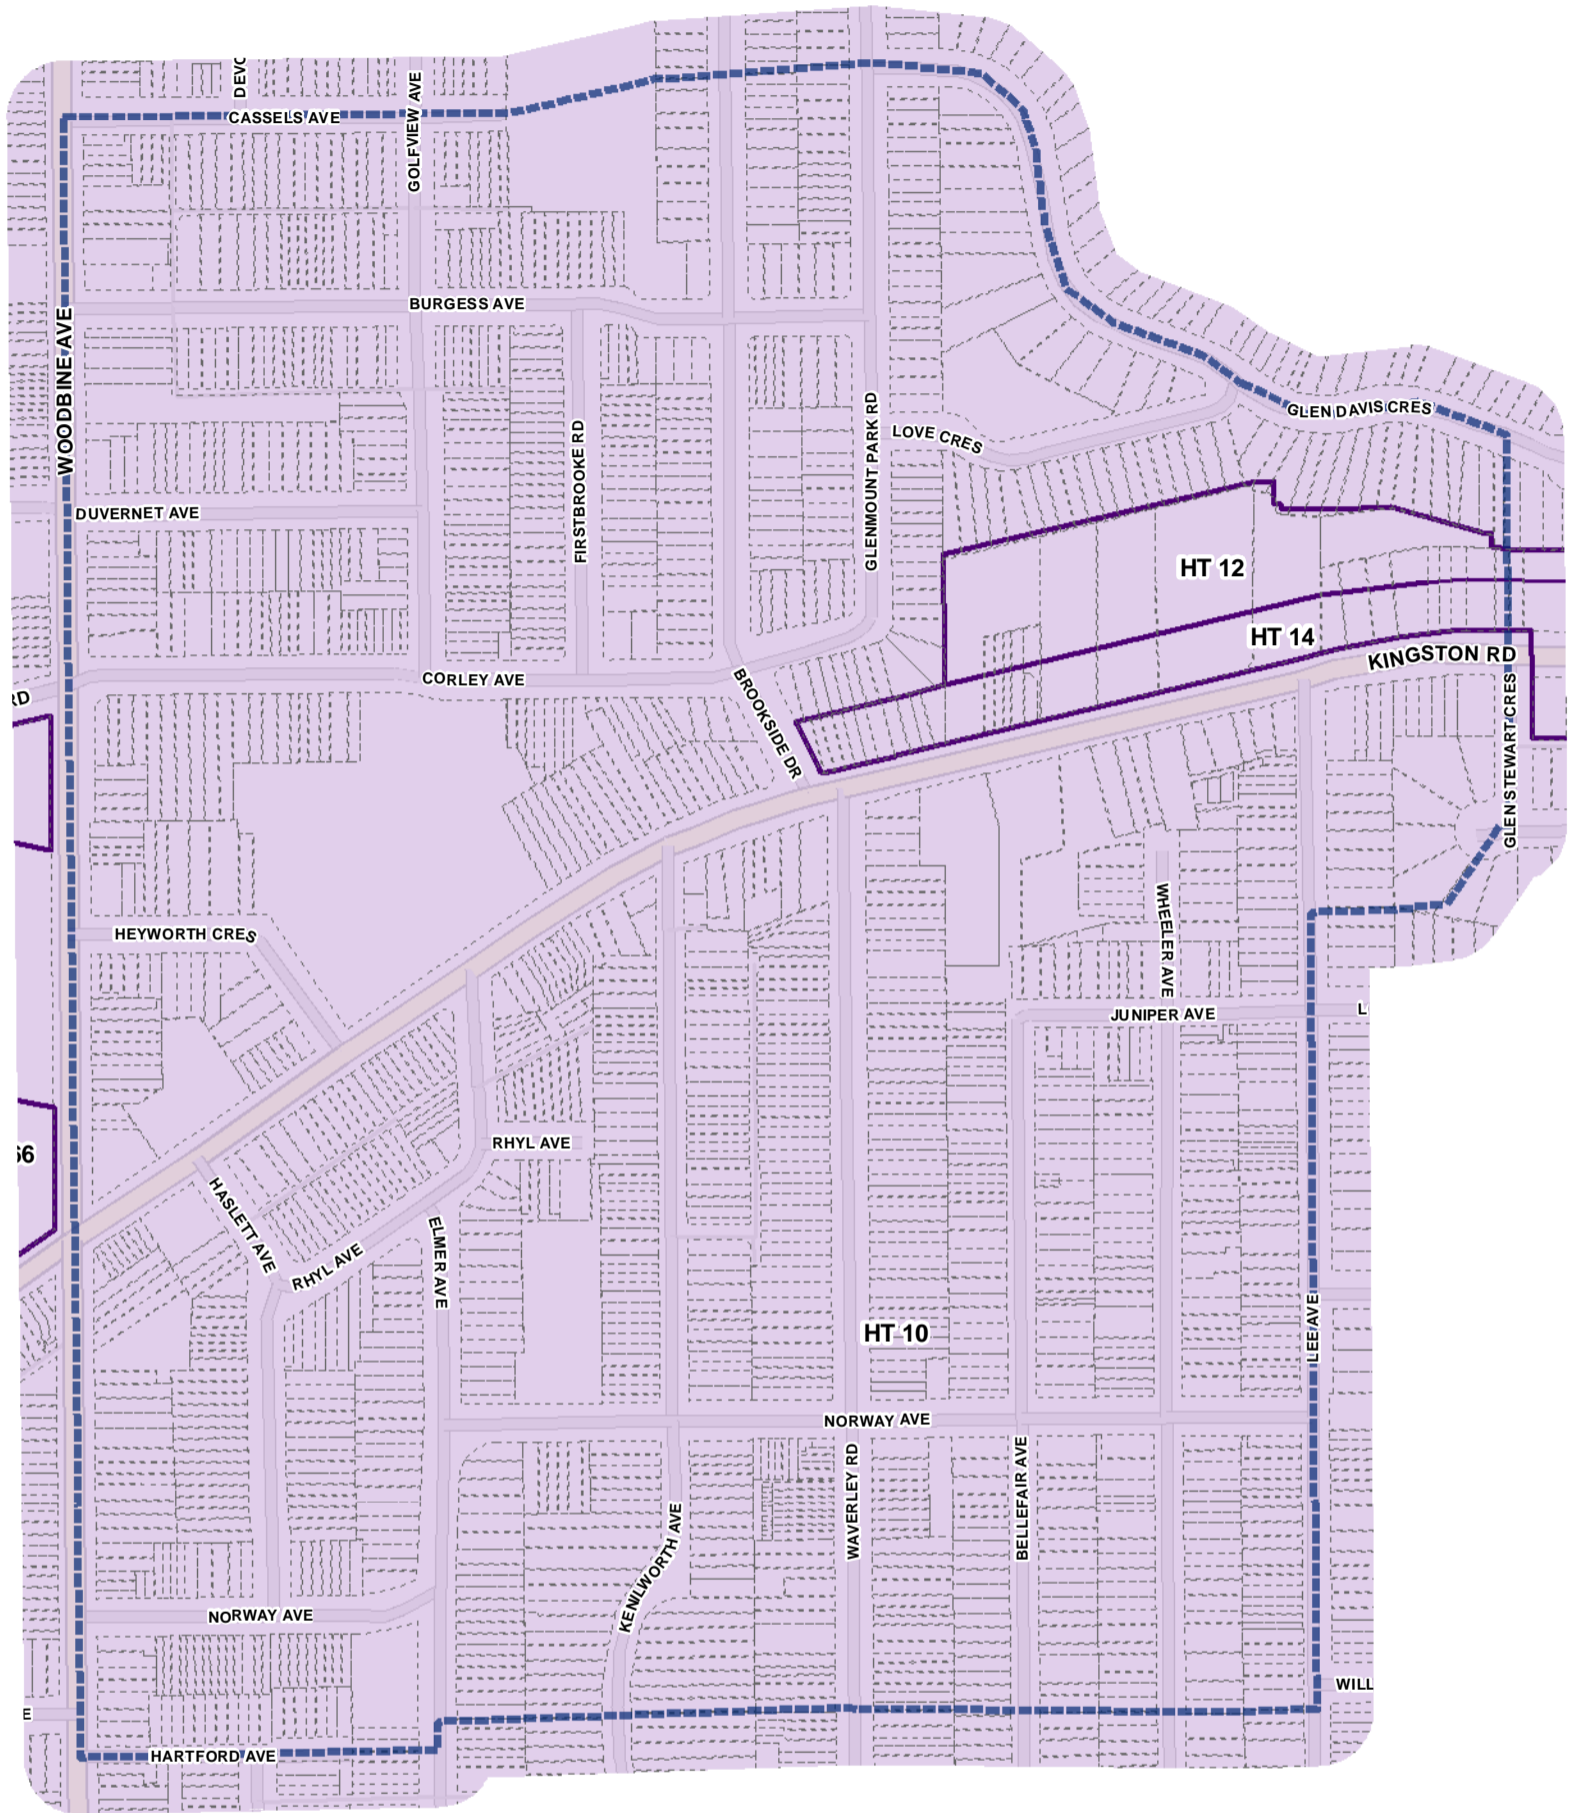 DEVO
GOLFVIEW AVE
CASSELS AVE
BURGESS AVE
WOODBINE AVE
GLENMOUNT PARK RD
GLEN DAVIS CRES
LOVE CRES
FIRSTBROOKE RD
DUVERNET AVE
HT 12
HT 14
KINGSTON RD
CORLEY AVE
BROOKSIDE DR
RD
GLEN STEWART CRES
WHEELER AVE
HEYWORTH CRES
JUNIPER AVE
L
RHYL AVE
66
HASLETT AVE
ELMER AVE
RHYL AVE
HT 10
LEE AVE
NORWAY AVE
WAVERLEY RD
BELLEFAIR AVE
KENILWORTH AVE
NORWAY AVE
WILL
E
HARTFORD AVE